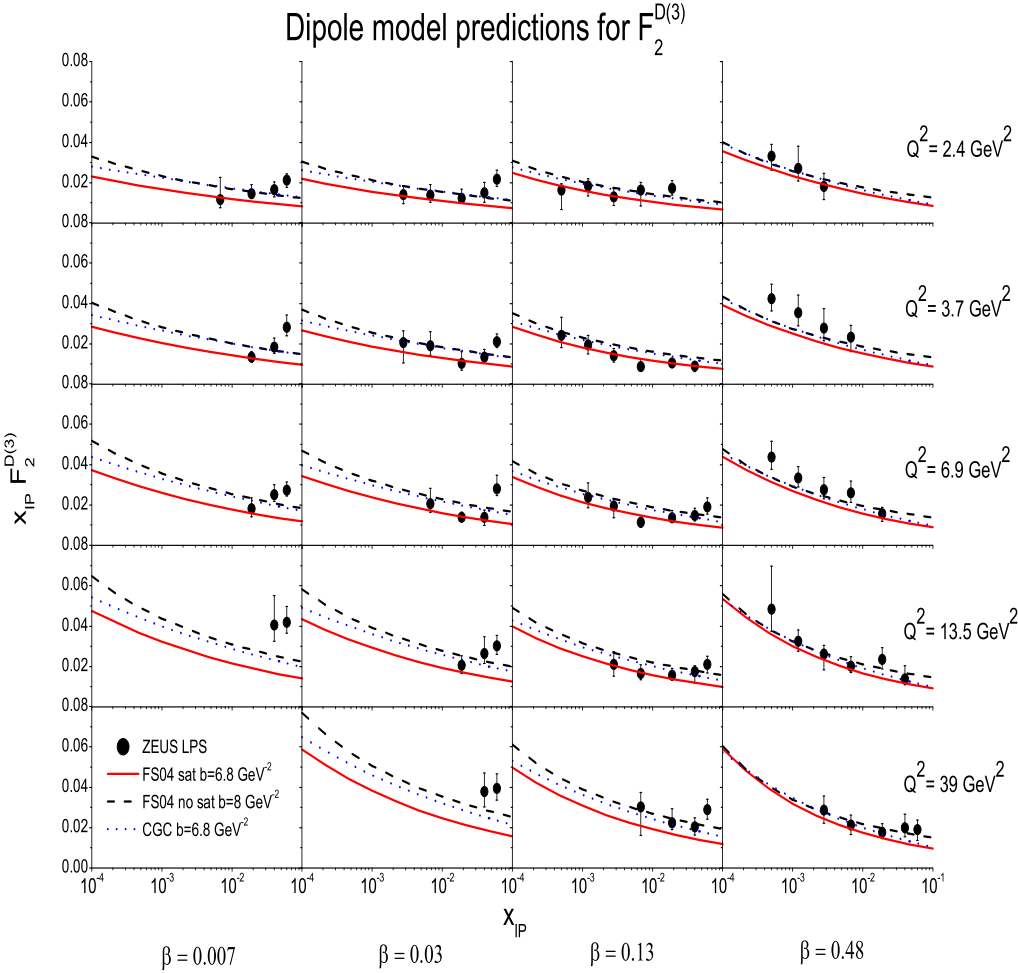 Dipole model predictions for F₂^D(3)
0.08
0.06
0.04
0.02
0.08
Q² = 2.4 GeV²
0.06
0.04
0.02
0.08
Q² = 3.7 GeV²
0.06
0.04
0.02
0.08
Q² = 6.9 GeV²
0.06
0.04
0.02
0.08
Q² = 13.5 GeV²
0.06
0.04
0.02
0.00
Q² = 39 GeV²
x_IP F₂^D(3)
ZEUS LPS
FS04 sat b=6.8 GeV⁻²
FS04 no sat b=8 GeV⁻²
CGC b=6.8 GeV⁻²
10⁻⁴ 10⁻³ 10⁻² 10⁻⁴ 10⁻³ 10⁻² 10⁻⁴ 10⁻³ 10⁻² 10⁻⁴ 10⁻³ 10⁻² 10⁻¹
x_IP
β = 0.007 β = 0.03 β = 0.13 β = 0.48